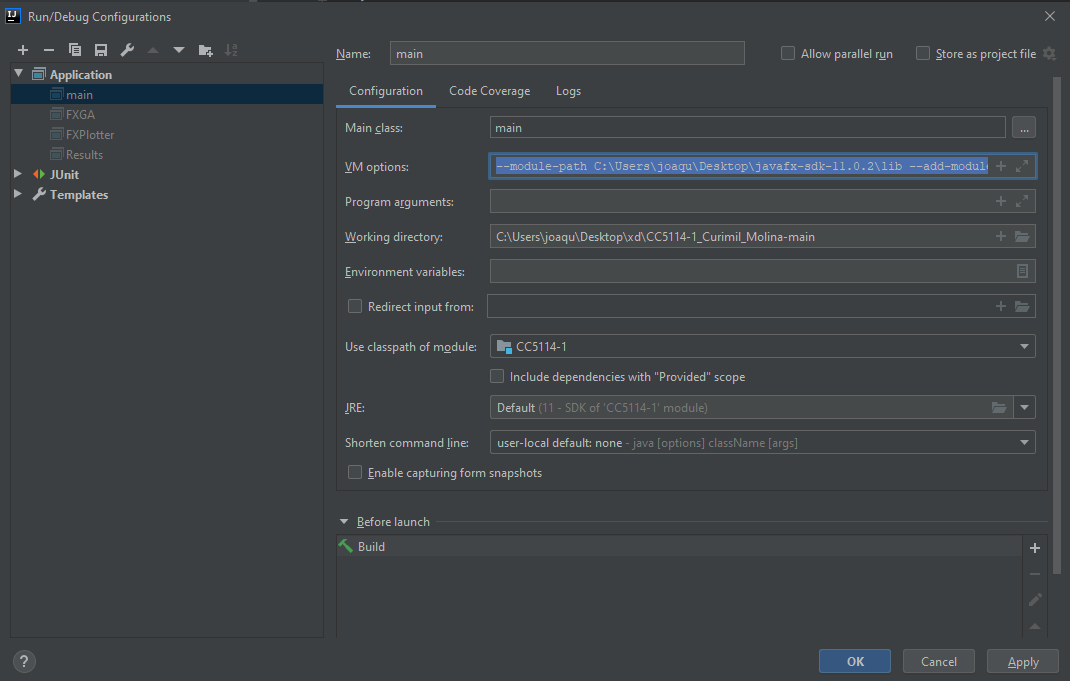 Run/Debug Configurations
Name: main
Allow parallel run
Store as project file
Application
main
FXGA
FXPlotter
Results
JUnit
Templates
Configuration Code Coverage Logs
Main class: main ...
VM options: --module-path C:\Users\joaqu\Desktop\javafx-sdk-11.0.2\lib --add-module
Program arguments:
Working directory: C:\Users\joaqu\Desktop\xd\CC5114-1_Curimil_Molina-main
Environment variables:
Redirect input from:
Use classpath of module: CC5114-1
Include dependencies with "Provided" scope
JRE: Default (11 - SDK of 'CC5114-1' module)
Shorten command line: user-local default: none - java [options] className [args]
Enable capturing form snapshots
Before launch
Build
? OK Cancel Apply